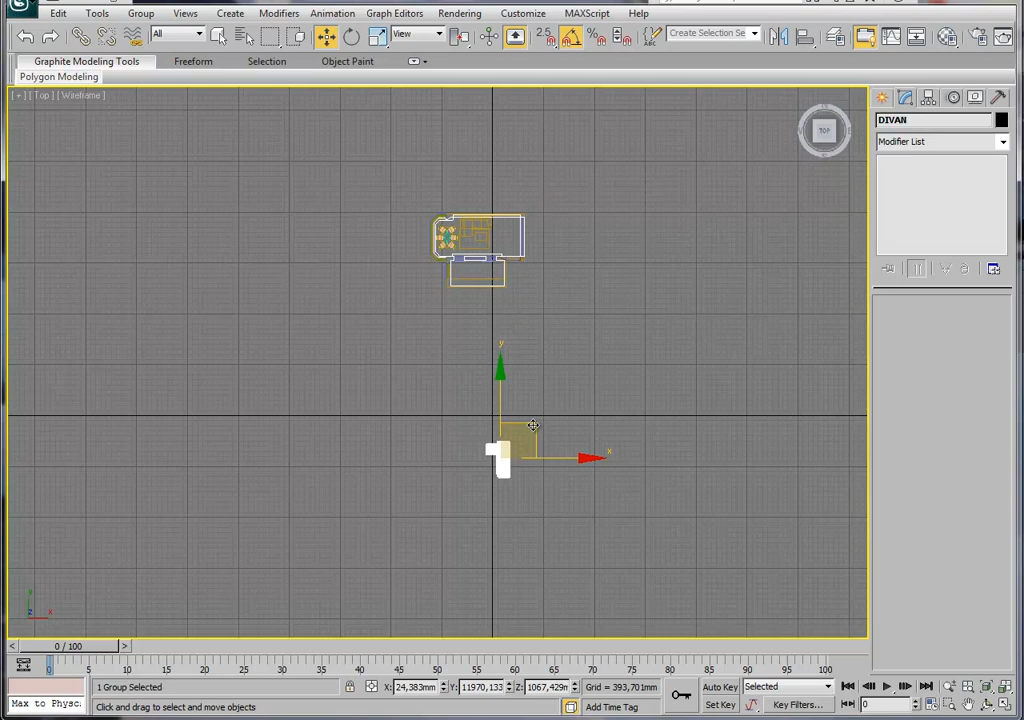 Edit Tools Group Views Create Modifiers Animation Graph Editors Rendering Customize MAXScript Help
All View 2.5 Create Selection Se
Graphite Modeling Tools Freeform Selection Object Paint
Polygon Modeling
[ + ] [ Top ] [ Wireframe ]
TOP
DIVAN
Modifier List
y
x
z x
0 / 100
0 5 10 15 20 25 30 35 40 45 50 55 60 65 70 75 80 85 90 95 100
1 Group Selected X: 24,383mm Y: 11970,133 Z: 1067,429m Grid = 393,701mm Auto Key Selected
Max to Physc Click and drag to select and move objects Add Time Tag Set Key Key Filters... 0